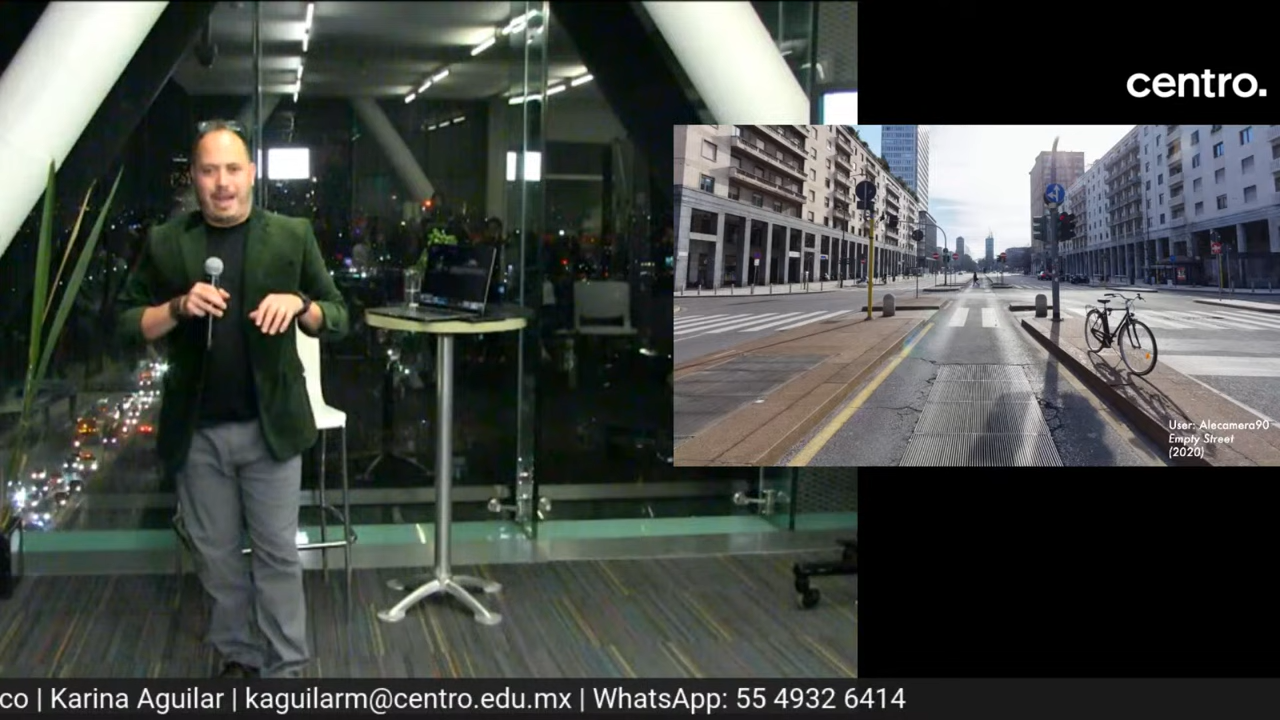 centro.
User: Alecamera90
Empty Street
(2020)
co | Karina Aguilar | kaguilarm@centro.edu.mx | WhatsApp: 55 4932 6414